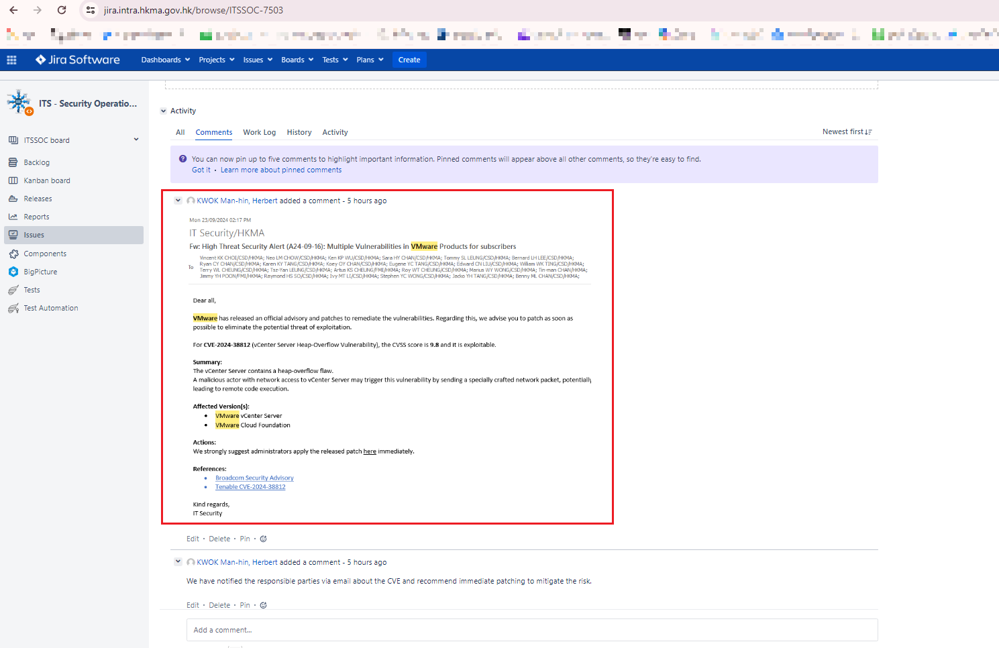 jira.intra.hkma.gov.hk/browse/ITSSOC-7503
Jira Software Dashboards Projects Issues Boards Tests Plans Create
ITS - Security Operatio...
ITSSOC board
Backlog
Kanban board
Releases
Reports
Issues
Components
BigPicture
Tests
Test Automation
Activity
All Comments Work Log History Activity Newest first
You can now pin up to five comments to highlight important information. Pinned comments will appear above all other comments, so they're easy to find.
Got it · Learn more about pinned comments
KWOK Man-hin, Herbert added a comment - 5 hours ago
Mon 23/09/2024 02:17 PM
IT Security/HKMA
Fw: High Threat Security Alert (A24-09-16): Multiple Vulnerabilities in VMware Products for subscribers
To
Vincent KK CHOI/CSD/HKMA; Neo LM CHOW/CSD/HKMA; Ken KP WU/CSD/HKMA; Sara HY CHAN/CSD/HKMA; Tommy SL LEUNG/CSD/HKMA; Bernard LH LEE/CSD/HKMA;
Ryan CY CHAN/CSD/HKMA; Karen KY TANG/CSD/HKMA; Koey OY CHAN/CSD/HKMA; Eugene YC TANG/CSD/HKMA; Edward CN LIU/CSD/HKMA; William WK TING/CSD/HKMA;
Terry WL CHEUNG/CSD/HKMA; Tsz-Yan LEUNG/CSD/HKMA; Artus KS CHEUNG/FMI/HKMA; Roy WT CHEUNG/CSD/HKMA; Marius WY WONG/CSD/HKMA; Tin-man CHAN/HKMA;
Jimmy YH POON/FMI/HKMA; Raymond HS SO/CSD/HKMA; Ivy MT LI/CSD/HKMA; Stephen YC WONG/CSD/HKMA; Jacko YH TANG/CSD/HKMA; Benny ML CHAN/CSD/HKMA;
Dear all,
VMware has released an official advisory and patches to remediate the vulnerabilities. Regarding this, we advise you to patch as soon as
possible to eliminate the potential threat of exploitation.
For CVE-2024-38812 (vCenter Server Heap-Overflow Vulnerability), the CVSS score is 9.8 and it is exploitable.
Summary:
The vCenter Server contains a heap-overflow flaw.
A malicious actor with network access to vCenter Server may trigger this vulnerability by sending a specially crafted network packet, potentially
leading to remote code execution.
Affected Version(s):
• VMware vCenter Server
• VMware Cloud Foundation
Actions:
We strongly suggest administrators apply the released patch here immediately.
References:
• Broadcom Security Advisory
• Tenable CVE-2024-38812
Kind regards,
IT Security
Edit · Delete · Pin ·
KWOK Man-hin, Herbert added a comment - 5 hours ago
We have notified the responsible parties via email about the CVE and recommend immediate patching to mitigate the risk.
Edit · Delete · Pin ·
Add a comment...